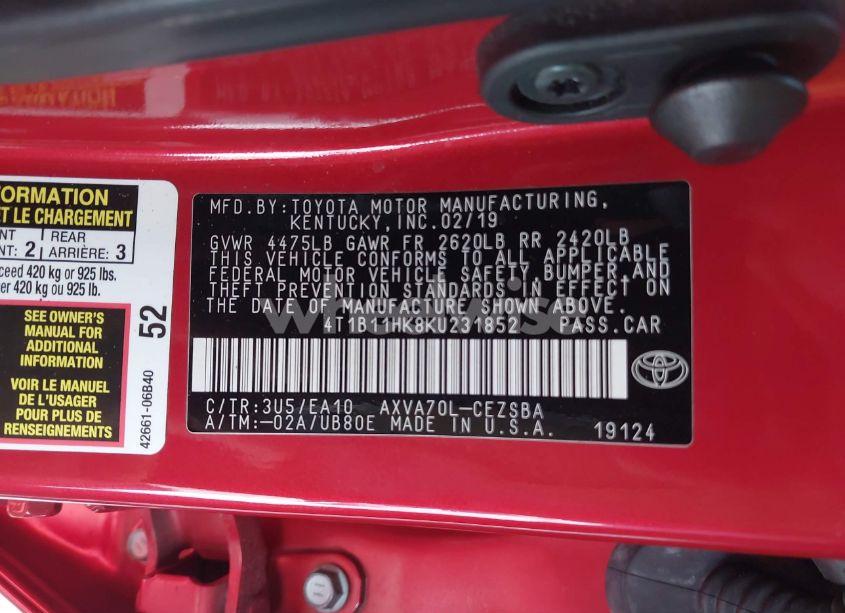 FORMATION
ET LE CHARGEMENT
2
REAR
ARRIÈRE: 3
420 kg or 925 lbs.
420 kg ou 925 lb.
SEE OWNER'S
MANUAL FOR
ADDITIONAL
INFORMATION
VOIR LE MANUEL
DE L'USAGER
POUR PLUS DE
RENSEIGNEMENTS
52
42661-06B40
MFD.BY:TOYOTA MOTOR MANUFACTURING,
KENTUCKY,INC.02/19
GVWR 4475LB GAWR FR 2620LB RR 2420LB
THIS VEHICLE CONFORMS TO ALL APPLICABLE
FEDERAL MOTOR VEHICLE SAFETY,BUMPER,AND
THEFT PREVENTION STANDARDS IN EFFECT ON
THE DATE OF MANUFACTURE SHOWN ABOVE.
4T1B11HK8KU231852 PASS.CAR
C/TR:3U5/EA10 AXVA70L-CEZSBA
A/TM:-02A/UB80E MADE IN U.S.A. 19124